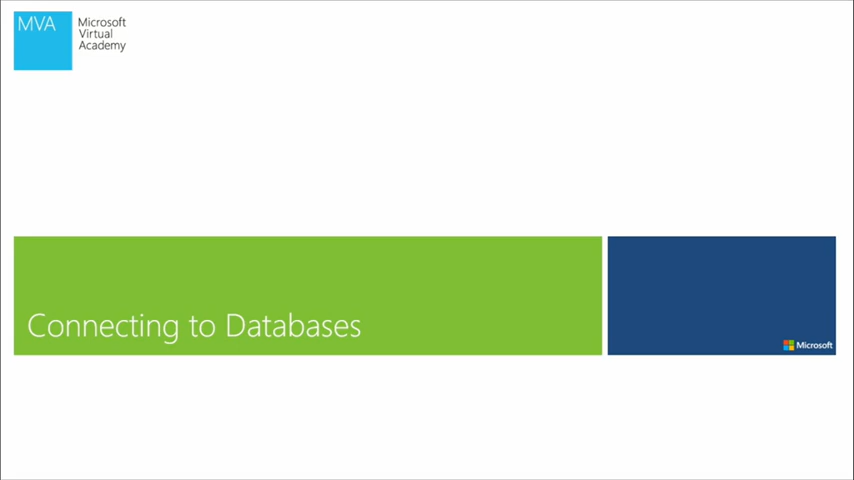 MVA
Microsoft
Virtual
Academy
Connecting to Databases
Microsoft